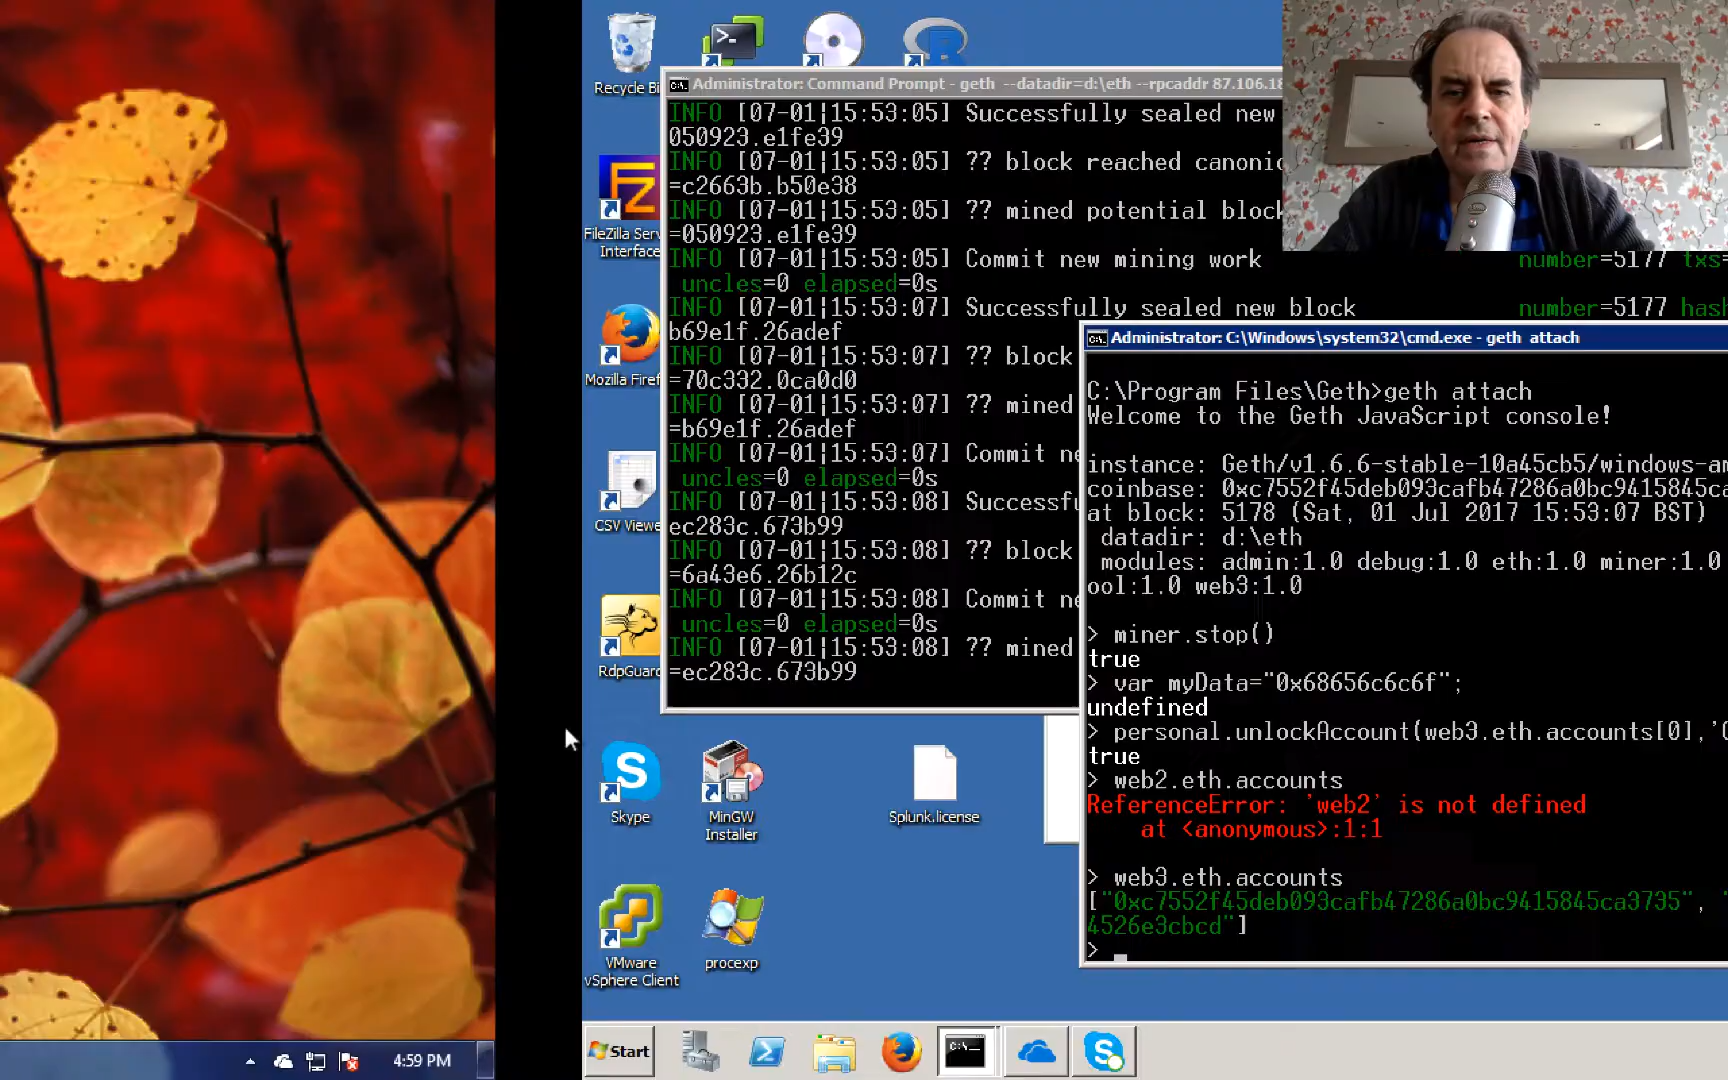 Recycle Bi
Administrator: Command Prompt - geth --datadir=d:\eth --rpcaddr 87.106.18
INFO [07-01|15:53:05] Successfully sealed new
050923.e1fe39
INFO [07-01|15:53:05] ?? block reached canonic
=c2663b.b50e38
INFO [07-01|15:53:05] ?? mined potential block
=050923.e1fe39
INFO [07-01|15:53:05] Commit new mining work number=5177 txs=
uncles=0 elapsed=0s
INFO [07-01|15:53:07] Successfully sealed new block number=5177 hash
b69e1f.26adef
INFO [07-01|15:53:07] ?? block
=70c332.0ca0d0
INFO [07-01|15:53:07] ?? mined
=b69e1f.26adef
INFO [07-01|15:53:07] Commit ne
uncles=0 elapsed=0s
INFO [07-01|15:53:08] Successfu
ec283c.673b99
INFO [07-01|15:53:08] ?? block
=6a43e6.26b12c
INFO [07-01|15:53:08] Commit ne
uncles=0 elapsed=0s
INFO [07-01|15:53:08] ?? mined
=ec283c.673b99
FileZilla Serv
Interface
Mozilla Firef
CSV Viewe
RdpGuard
Administrator: C:\Windows\system32\cmd.exe - geth attach
C:\Program Files\Geth>geth attach
Welcome to the Geth JavaScript console!
instance: Geth/v1.6.6-stable-10a45cb5/windows-am
coinbase: 0xc7552f45deb093cafb47286a0bc9415845ca
at block: 5178 (Sat, 01 Jul 2017 15:53:07 BST)
datadir: d:\eth
modules: admin:1.0 debug:1.0 eth:1.0 miner:1.0
ool:1.0 web3:1.0
> miner.stop()
true
> var myData="0x68656c6c6f";
undefined
> personal.unlockAccount(web3.eth.accounts[0],'
true
> web2.eth.accounts
ReferenceError: 'web2' is not defined
at <anonymous>:1:1
> web3.eth.accounts
["0xc7552f45deb093cafb47286a0bc9415845ca3735", "
4526e3cbcd"]
>
Skype
MinGW
Installer
Splunk.license
VMware
vSphere Client
procexp
Start
4:59 PM